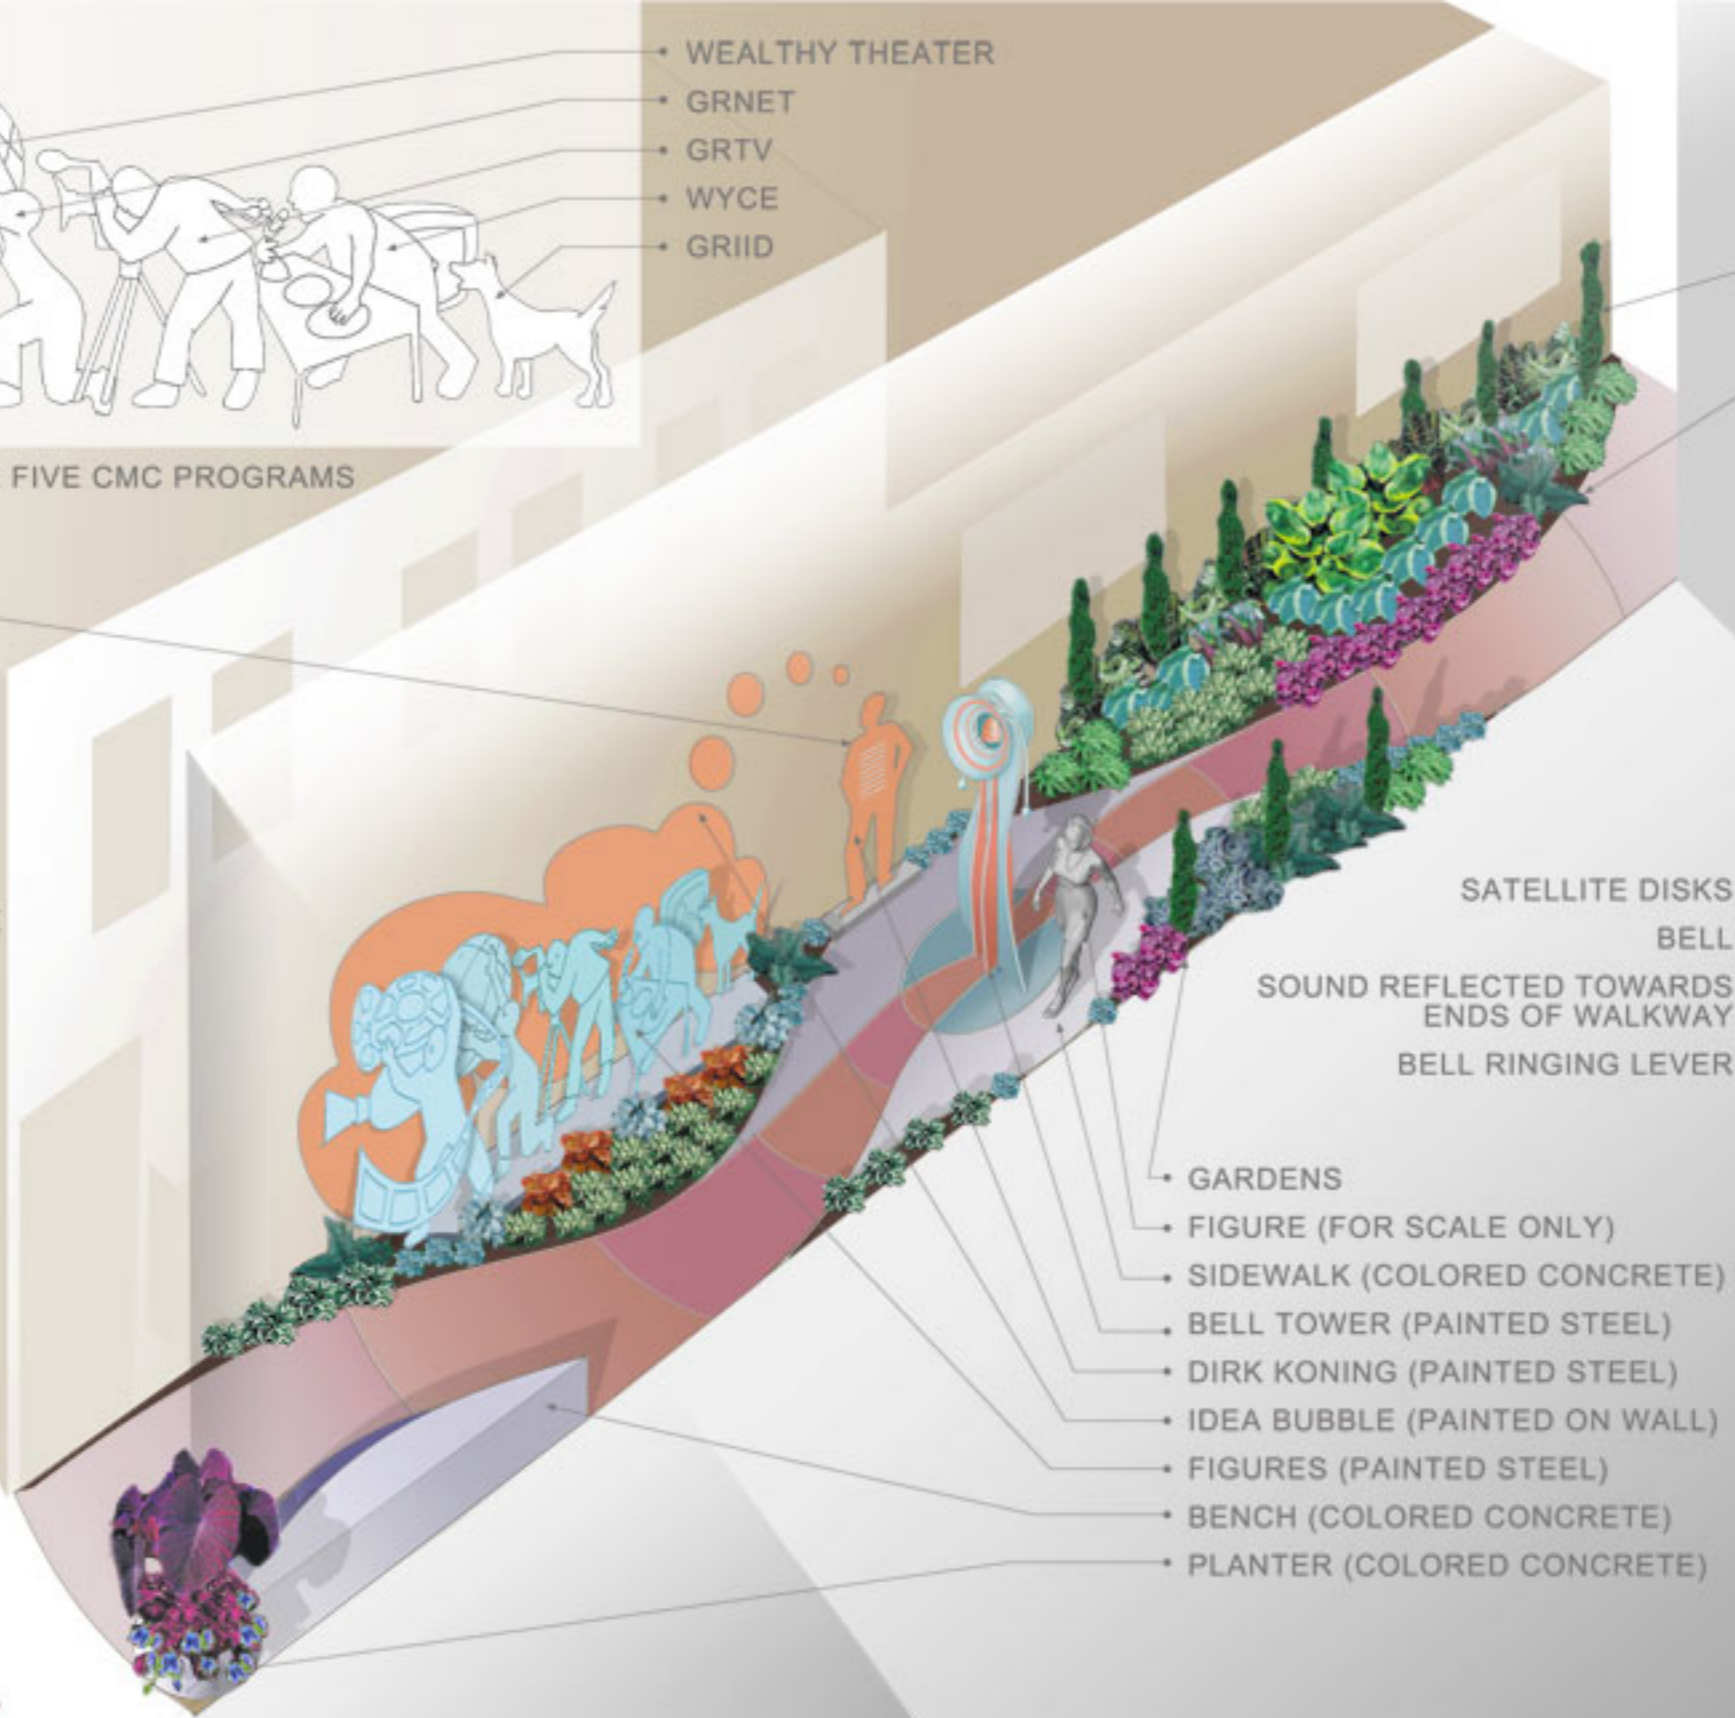 WEALTHY THEATER
GRNET
GRTV
WYCE
GRIID
FIVE CMC PROGRAMS
SATELLITE DISKS
BELL
SOUND REFLECTED TOWARDS
ENDS OF WALKWAY
BELL RINGING LEVER
GARDENS
FIGURE (FOR SCALE ONLY)
SIDEWALK (COLORED CONCRETE)
BELL TOWER (PAINTED STEEL)
DIRK KONING (PAINTED STEEL)
IDEA BUBBLE (PAINTED ON WALL)
FIGURES (PAINTED STEEL)
BENCH (COLORED CONCRETE)
PLANTER (COLORED CONCRETE)